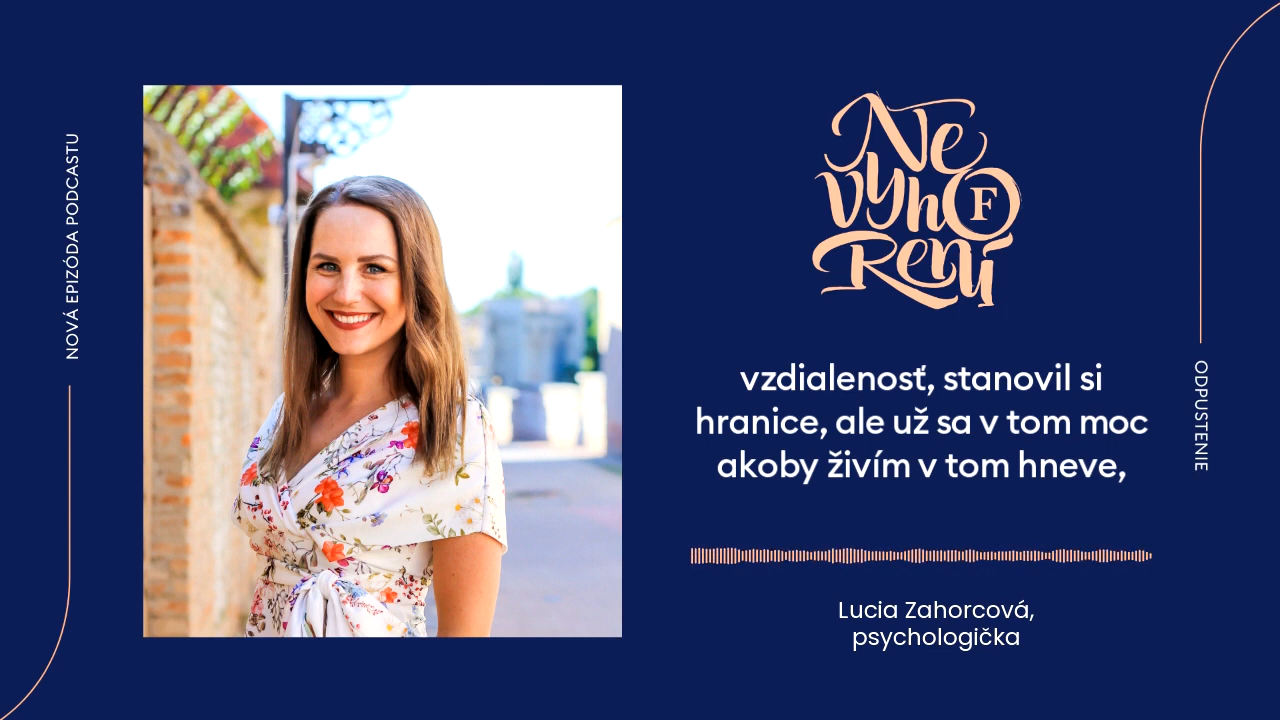 NOVÁ EPIZÓDA PODCASTU
Ne
vyhO
F
Rení
vzdialenosť, stanovil si
hranice, ale už sa v tom moc
akoby živím v tom hneve,
Lucia Zahorcová,
psychologička
ODPUSTENIE